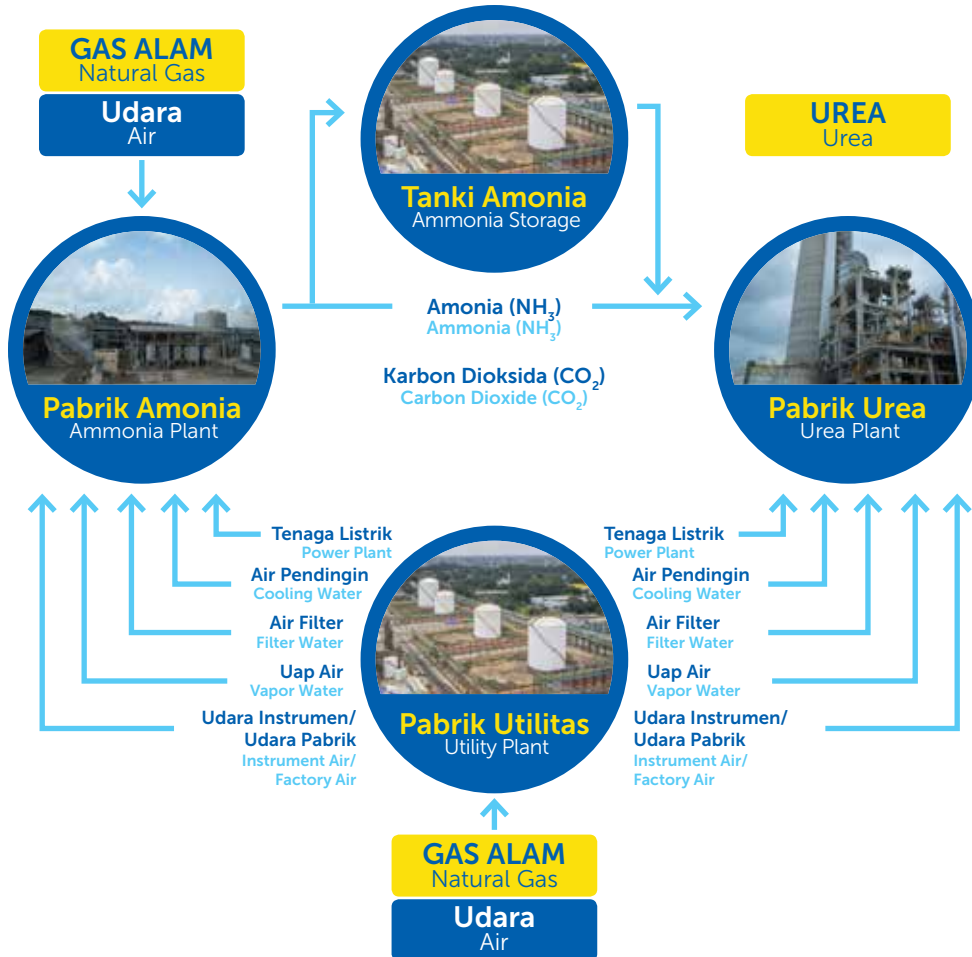 GAS ALAM
Natural Gas
Udara
Air
Tanki Amonia
Ammonia Storage
UREA
Urea
Pabrik Amonia
Ammonia Plant
Amonia (NH₃)
Ammonia (NH₃)
Karbon Dioksida (CO₂)
Carbon Dioxide (CO₂)
Pabrik Urea
Urea Plant
Tenaga Listrik
Power Plant
Air Pendingin
Cooling Water
Air Filter
Filter Water
Uap Air
Vapor Water
Udara Instrumen/
Udara Pabrik
Instrument Air/
Factory Air
Pabrik Utilitas
Utility Plant
Tenaga Listrik
Power Plant
Air Pendingin
Cooling Water
Air Filter
Filter Water
Uap Air
Vapor Water
Udara Instrumen/
Udara Pabrik
Instrument Air/
Factory Air
GAS ALAM
Natural Gas
Udara
Air